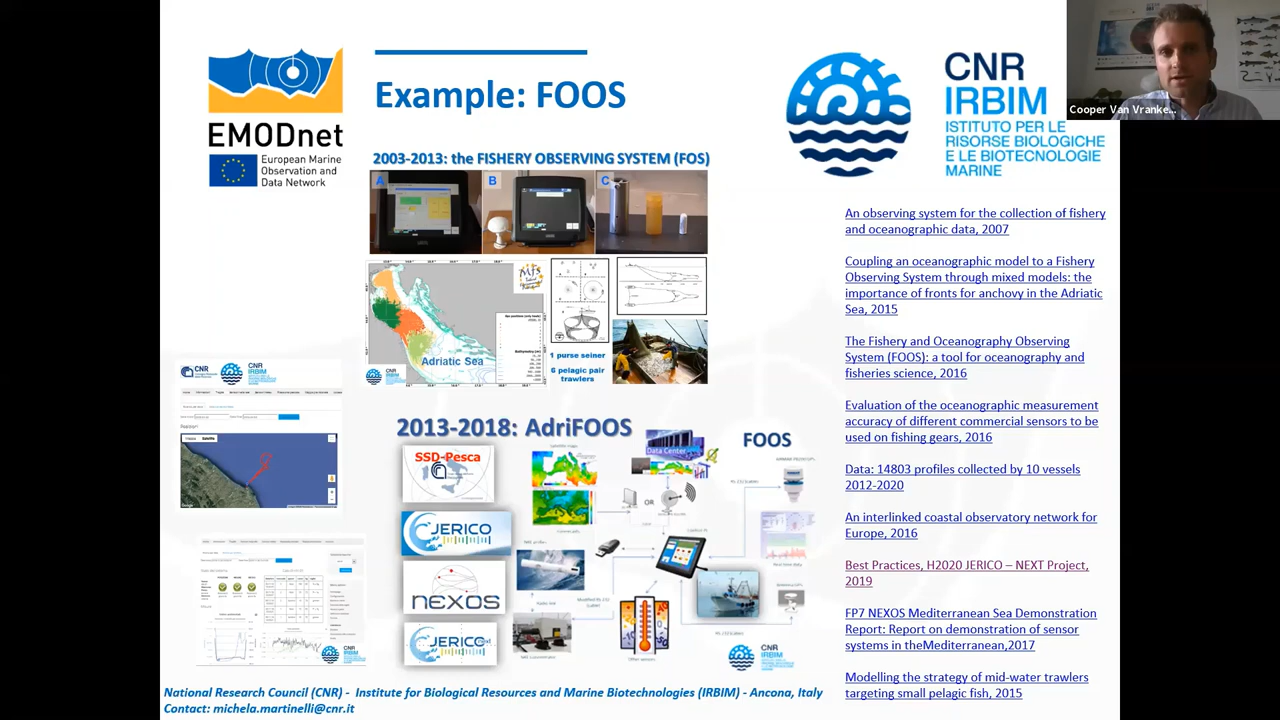 EMODnet
European Marine
Observation and
Data Network
Example: FOOS
CNR
IRBIM
ISTITUTO PER LE
RISORSE BIOLOGICHE
E LE BIOTECNOLOGIE
MARINE
Cooper Van Vranke...
2003-2013: the FISHERY OBSERVING SYSTEM (FOS)
A
B
C
Adriatic Sea
1 purse seiner
6 pelagic pair
trawlers
CNR
IRBIM
2013-2018: AdriFOOS
SSD-Pesca
JERICO
NEXOS
JERICO
Data Center
FOOS
OR
Other sensors
CNR
IRBIM
An observing system for the collection of fishery
and oceanographic data, 2007
Coupling an oceanographic model to a Fishery
Observing System through mixed models: the
importance of fronts for anchovy in the Adriatic
Sea, 2015
The Fishery and Oceanography Observing
System (FOOS): a tool for oceanography and
fisheries science, 2016
Evaluation of the oceanographic measurement
accuracy of different commercial sensors to be
used on fishing gears, 2016
Data: 14803 profiles collected by 10 vessels
2012-2020
An interlinked coastal observatory network for
Europe, 2016
Best Practices, H2020 JERICO – NEXT Project,
2019
FP7 NEXOS Mediterranean Sea Demonstration
Report: Report on demonstration of sensor
systems in theMediterranean,2017
Modelling the strategy of mid-water trawlers
targeting small pelagic fish, 2015
National Research Council (CNR) - Institute for Biological Resources and Marine Biotechnologies (IRBIM) - Ancona, Italy
Contact: michela.martinelli@cnr.it